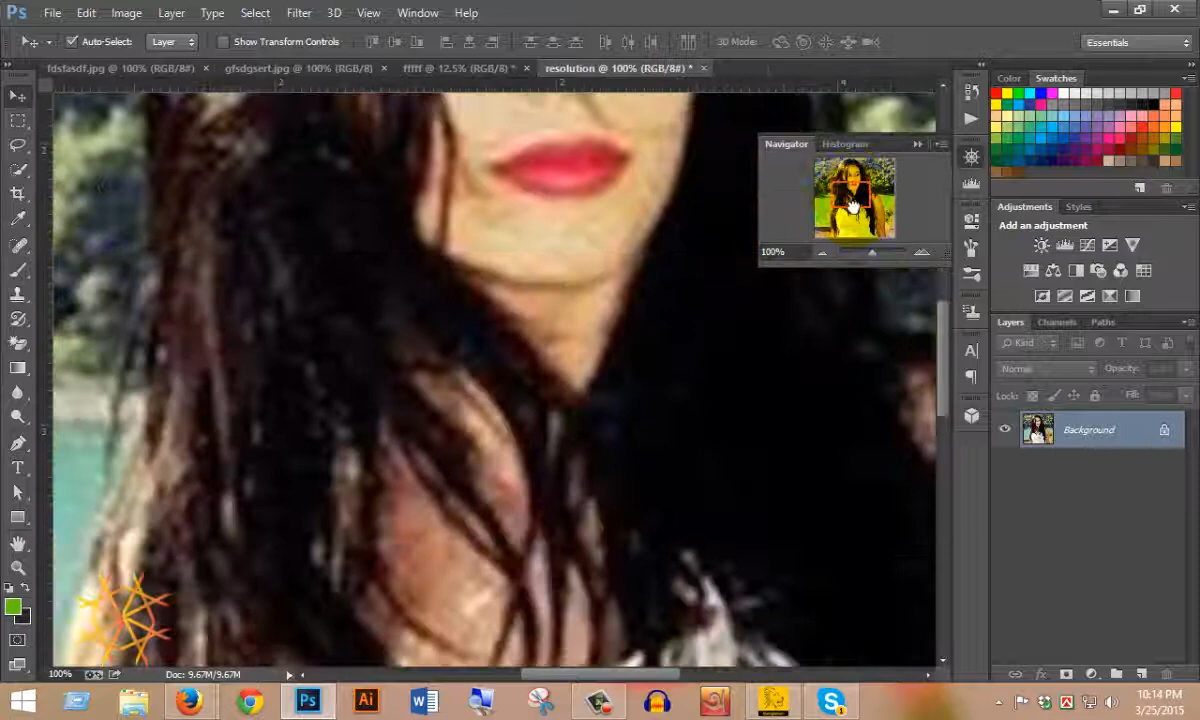 Ps File Edit Image Layer Type Select Filter 3D View Window Help
Auto-Select: Layer Show Transform Controls 3D Mode: Essentials
fdsfasdf.jpg @ 100% (RGB/8#) × gfsdgsert.jpg @ 100% (RGB/8) × fffff @ 12.5% (RGB/8) * × resolution @ 100% (RGB/8#) * ×
Color Swatches
Navigator Histogram
100%
Adjustments Styles
Add an adjustment
Layers Channels Paths
Kind
Normal Opacity:
Lock: Fill:
Background
100% Doc: 9.67M/9.67M
Ps Ai W S 1
10:14 PM
3/25/2015